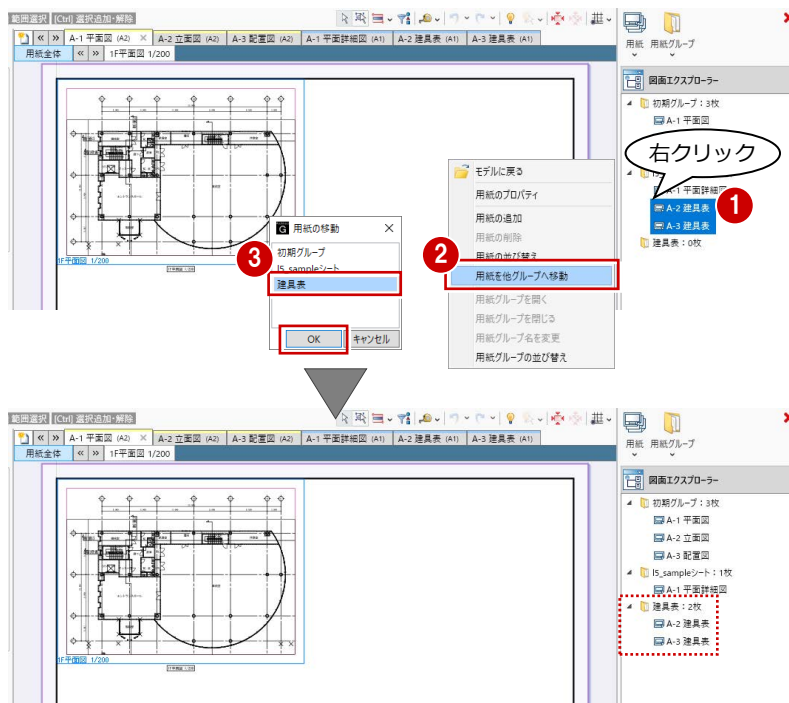 範囲選択 [Ctrl] 選択追加・解除
« » A-1 平面図 (A2) × A-2 立面図 (A2) A-3 配置図 (A2) A-1 平面詳細図 (A1) A-2 建具表 (A1) A-3 建具表 (A1)
用紙全体 « » 1F平面図 1/200
1F平面図 1/200
用紙 用紙グループ
図面エクスプローラー
初期グループ：3枚
A-1 平面図
右クリック
A-1 平面詳細図
A-2 建具表
A-3 建具表
建具表：0枚
1
モデルに戻る
用紙のプロパティ
用紙の追加
用紙の削除
用紙の並び替え
2
用紙を他グループへ移動
用紙グループを開く
用紙グループを閉じる
用紙グループ名を変更
用紙グループの並び替え
G 用紙の移動 ×
3
初期グループ
I5_sampleシート
建具表
OK キャンセル
範囲選択 [Ctrl] 選択追加・解除
« » A-1 平面図 (A2) × A-2 立面図 (A2) A-3 配置図 (A2) A-1 平面詳細図 (A1) A-2 建具表 (A1) A-3 建具表 (A1)
用紙全体 « » 1F平面図 1/200
1F平面図 1/200
用紙 用紙グループ
図面エクスプローラー
初期グループ：3枚
A-1 平面図
A-2 立面図
A-3 配置図
I5_sampleシート：1枚
A-1 平面詳細図
建具表：2枚
A-2 建具表
A-3 建具表